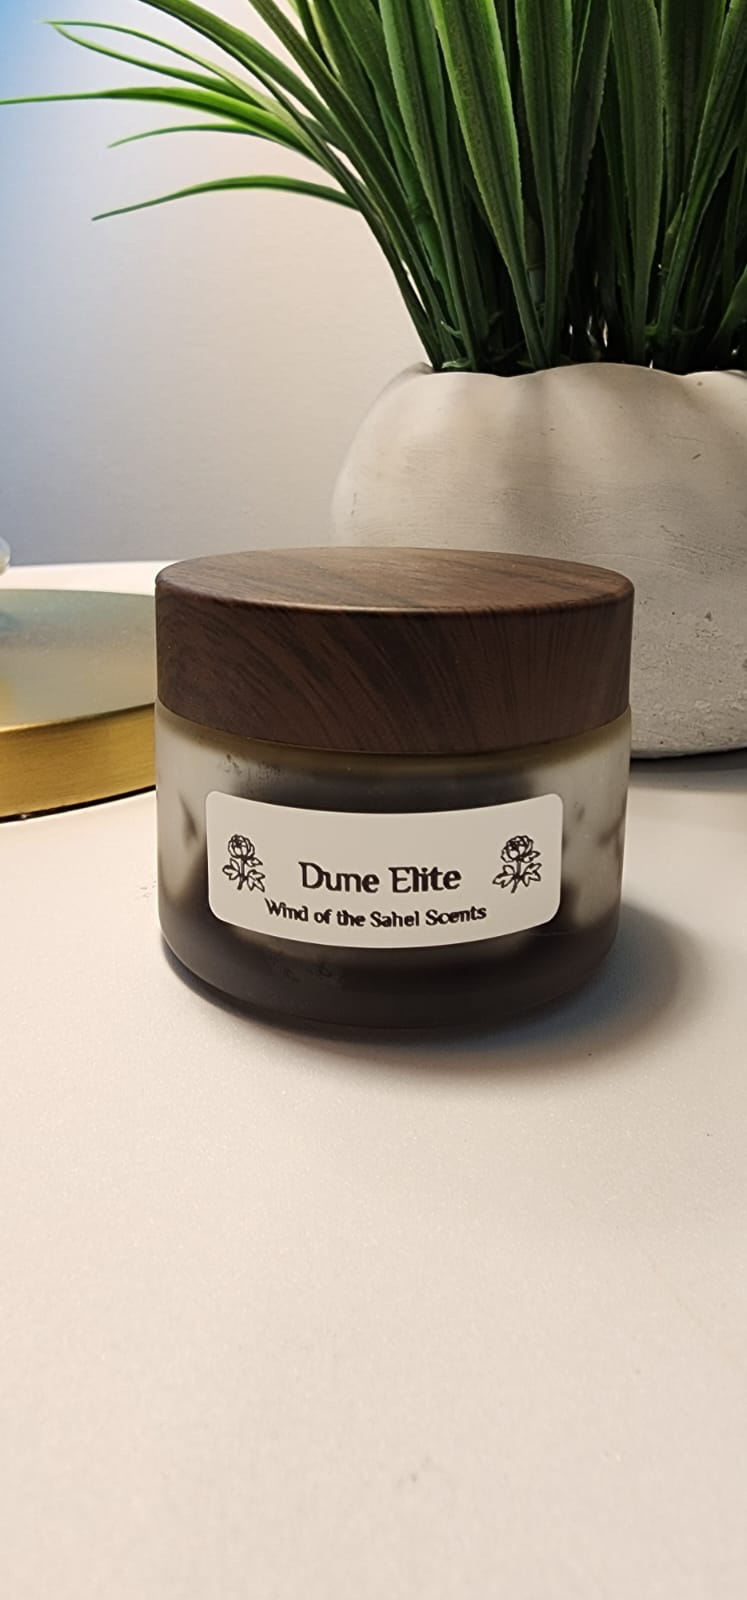 Dune Elite
Wind of the Sahel Scents